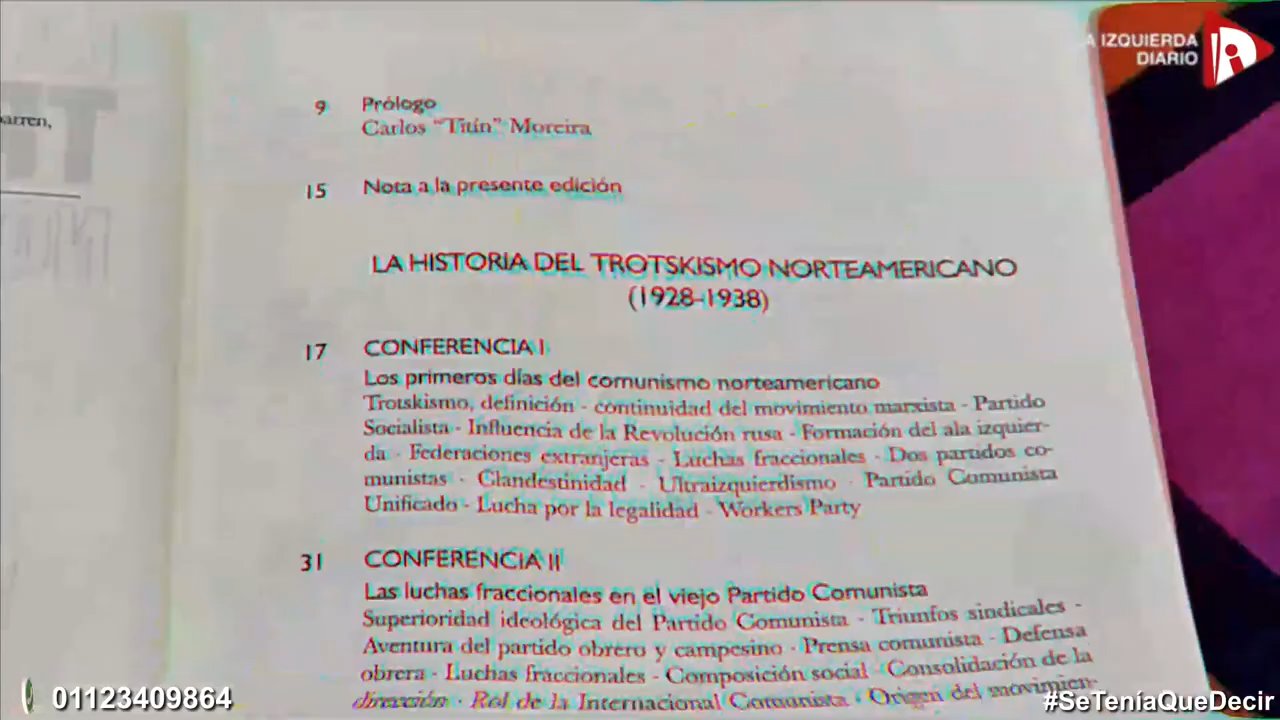 LA IZQUIERDA
DIARIO
arren,
9 Prólogo
Carlos "Titín" Moreira
15 Nota a la presente edición
LA HISTORIA DEL TROTSKISMO NORTEAMERICANO
(1928-1938)
17 CONFERENCIA I
Los primeros días del comunismo norteamericano
Trotskismo, definición - continuidad del movimiento marxista - Partido
Socialista - Influencia de la Revolución rusa - Formación del ala izquier-
da - Federaciones extranjeras - Luchas fraccionales - Dos partidos co-
munistas - Clandestinidad - Ultraizquierdismo - Partido Comunista
Unificado - Lucha por la legalidad - Workers Party
31 CONFERENCIA II
Las luchas fraccionales en el viejo Partido Comunista
Superioridad ideológica del Partido Comunista - Triunfos sindicales -
Aventura del partido obrero y campesino - Prensa comunista - Defensa
obrera - Luchas fraccionales - Composición social - Consolidación de la
dirección - Rol de la Internacional Comunista - Origen del movimien-
01123409864
#SeTeníaQueDecir